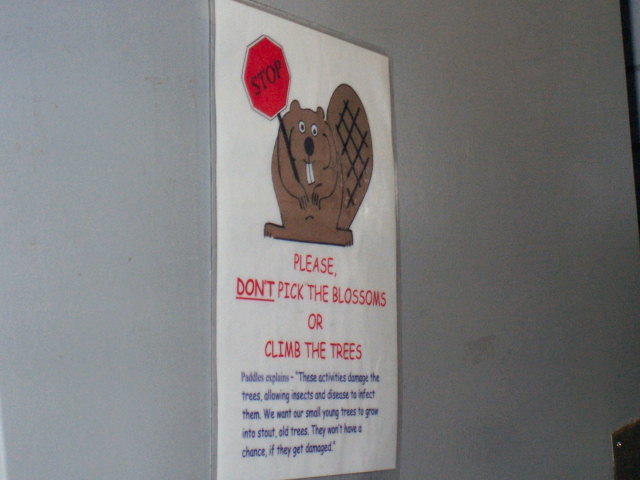 STOP
PLEASE,
DON'T PICK THE BLOSSOMS
OR
CLIMB THE TREES
Paddles explains - "These activities damage the
trees, allowing insects and disease to infect
them. We want our small young trees to grow
into stout, old trees. They won't have a
chance, if they get damaged."